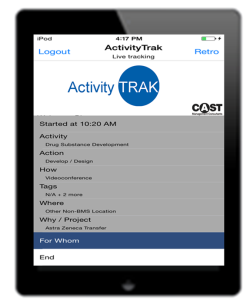 iPod 4:17 PM
Logout ActivityTrak Retro
Live tracking
Activity TRAK
CAST
Started at 10:20 AM
Activity
Drug Substance Development
Action
Develop / Design
How
Videoconference
Tags
N/A + 2 more
Where
Other Non-BMS Location
Why / Project
Astra Zeneca Transfer
For Whom
End